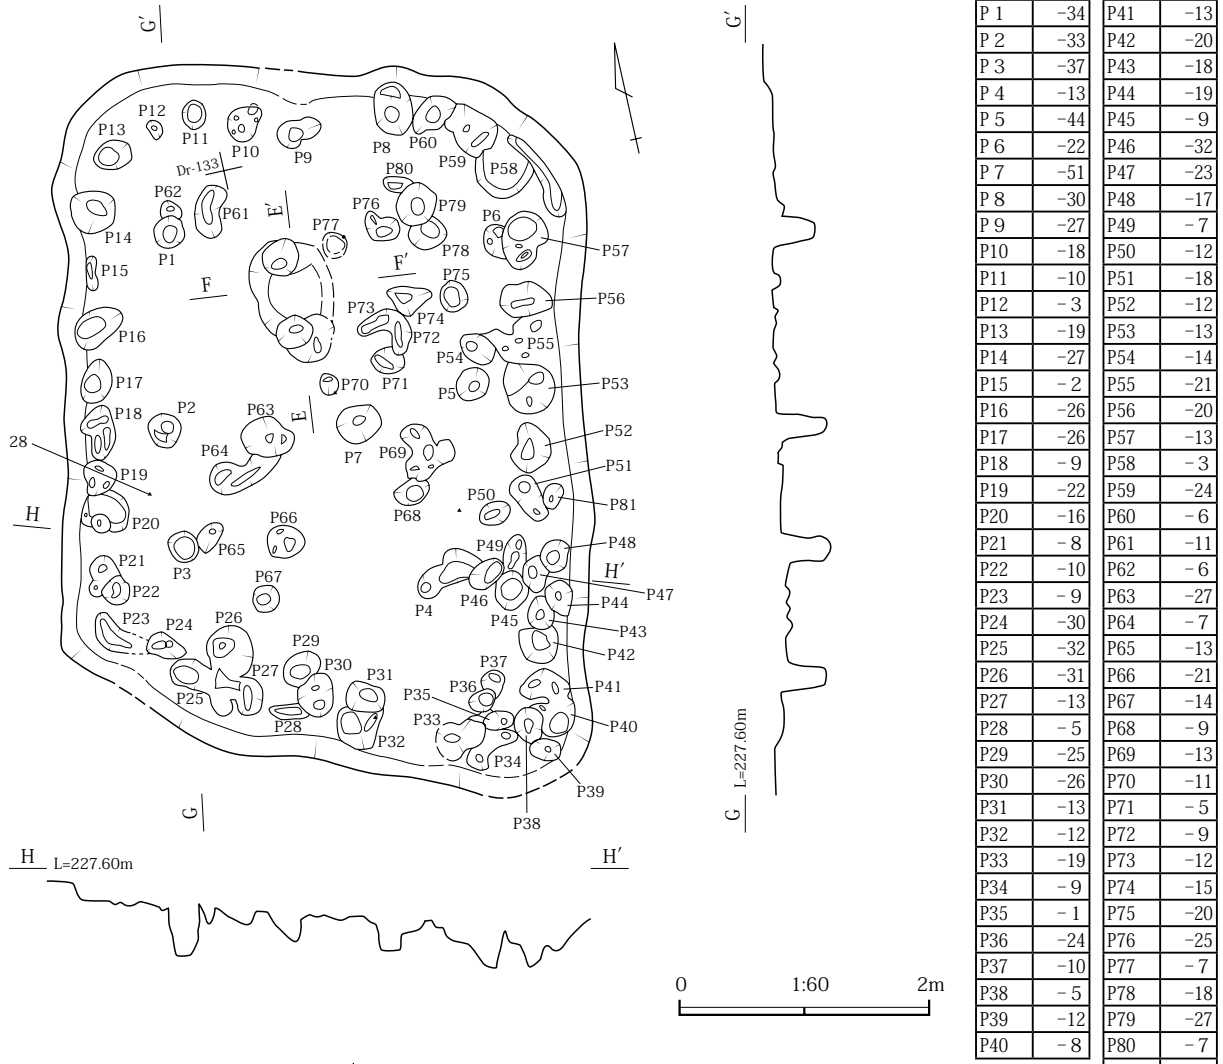 G′
G′
P12
P11
P13
P10
P9
P8
P60
P59
P58
Dr-133
P80
P62
P61
E′
P76
P79
P77
P6
P14
P1
P78
P57
F′
P15
F
P75
P56
P73
P74
P16
P72
P55
P54
P71
P17
P70
P5
P53
P18
P2
P63
E
P52
28
P64
P7
P69
P51
P19
P50
P81
H
P20
P66
P68
P65
P49
P48
P3
P21
P67
H′
P22
P4
P46
P47
P45
P44
P23
P24
P26
P43
P29
P42
P27
P30
P37
P25
P31
P36
P41
P35
P28
P33
P40
P32
P34
P39
P38
G
G
L=227.60m
H
L=227.60m
H′
0 1:60 2m
P 1 −34 P41 −13
P 2 −33 P42 −20
P 3 −37 P43 −18
P 4 −13 P44 −19
P 5 −44 P45 −9
P 6 −22 P46 −32
P 7 −51 P47 −23
P 8 −30 P48 −17
P 9 −27 P49 −7
P10 −18 P50 −12
P11 −10 P51 −18
P12 −3 P52 −12
P13 −19 P53 −13
P14 −27 P54 −14
P15 −2 P55 −21
P16 −26 P56 −20
P17 −26 P57 −13
P18 −9 P58 −3
P19 −22 P59 −24
P20 −16 P60 −6
P21 −8 P61 −11
P22 −10 P62 −6
P23 −9 P63 −27
P24 −30 P64 −7
P25 −32 P65 −13
P26 −31 P66 −21
P27 −13 P67 −14
P28 −5 P68 −9
P29 −25 P69 −13
P30 −26 P70 −11
P31 −13 P71 −5
P32 −12 P72 −9
P33 −19 P73 −12
P34 −9 P74 −15
P35 −1 P75 −20
P36 −24 P76 −25
P37 −10 P77 −7
P38 −5 P78 −18
P39 −12 P79 −27
P40 −8 P80 −7